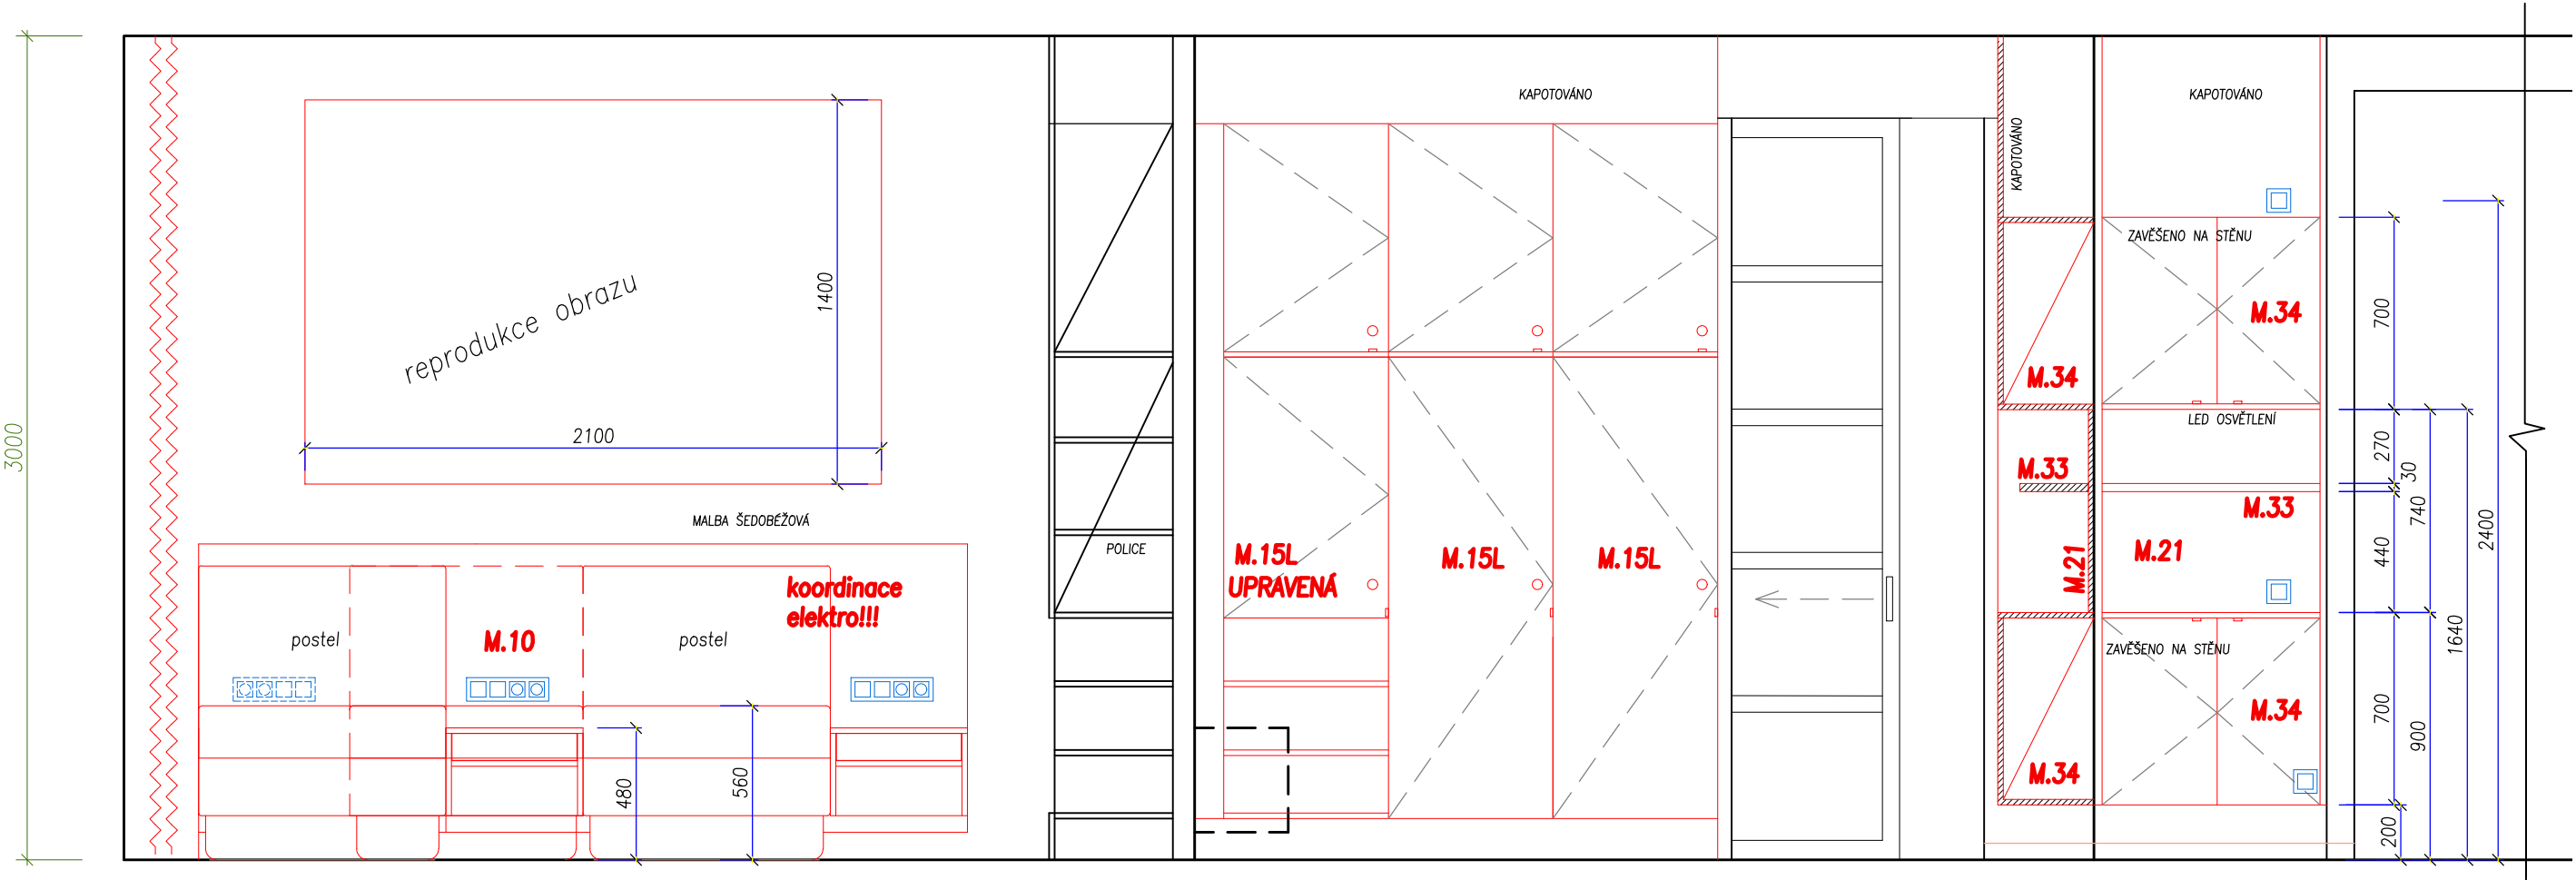 3000
reprodukce obrazu
1400
2100
MALBA ŠEDOBÉŽOVÁ
koordinace
elektro!!!
postel
M.10
postel
480
560
POLICE
KAPOTOVÁNO
M.15L
UPRAVENÁ
M.15L
M.15L
KAPOTOVÁNO
M.34
M.33
M.21
M.34
KAPOTOVÁNO
ZAVĚŠENO NA STĚNU
M.34
LED OSVĚTLENÍ
M.33
M.21
ZAVĚŠENO NA STĚNU
M.34
700
270
30
440
740
700
900
200
1640
2400